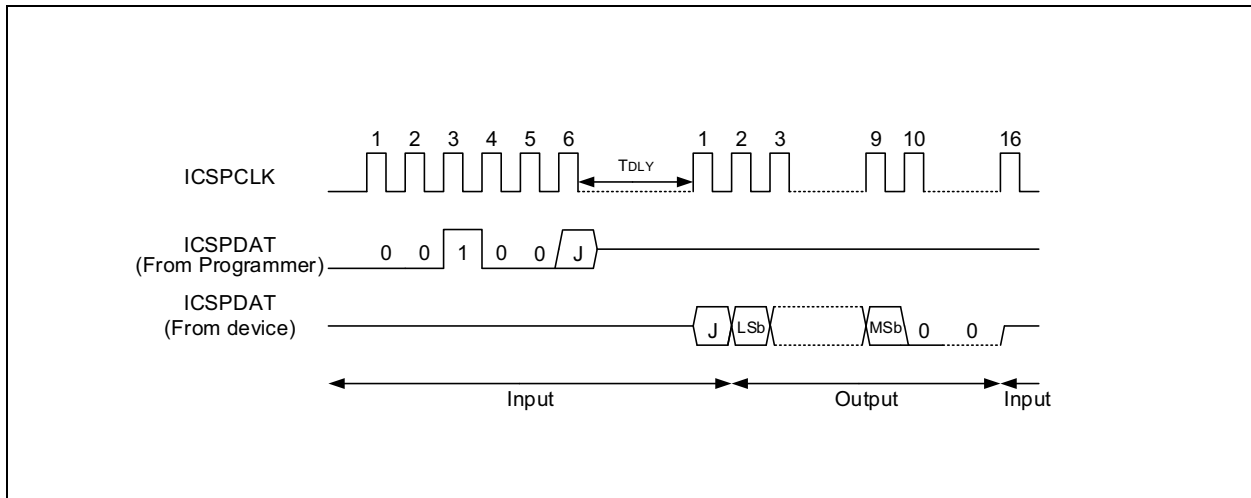 1 2 3 4 5 6 1 2 3 9 10 16
TDLY
ICSPCLK
ICSPDAT
(From Programmer)
0 0 1 0 0 J
ICSPDAT
(From device)
J LSb MSb 0 0
Input Output Input